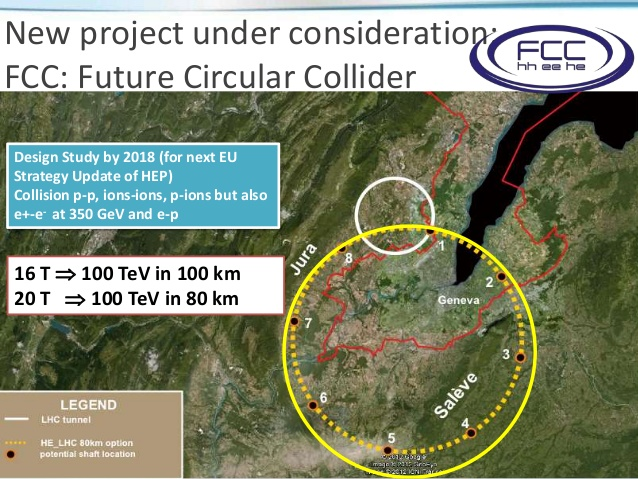 New project under consideration:
FCC: Future Circular Collider
FCC
hh ee he
Design Study by 2018 (for next EU
Strategy Update of HEP)
Collision p-p, ions-ions, p-ions but also
e+-e- at 350 GeV and e-p
16 T ⇒ 100 TeV in 100 km
20 T ⇒ 100 TeV in 80 km
Jura
8
1
2
Geneva
7
3
Salève
6
4
5
LEGEND
LHC tunnel
HE_LHC 80km option
potential shaft location
© 2012 Google